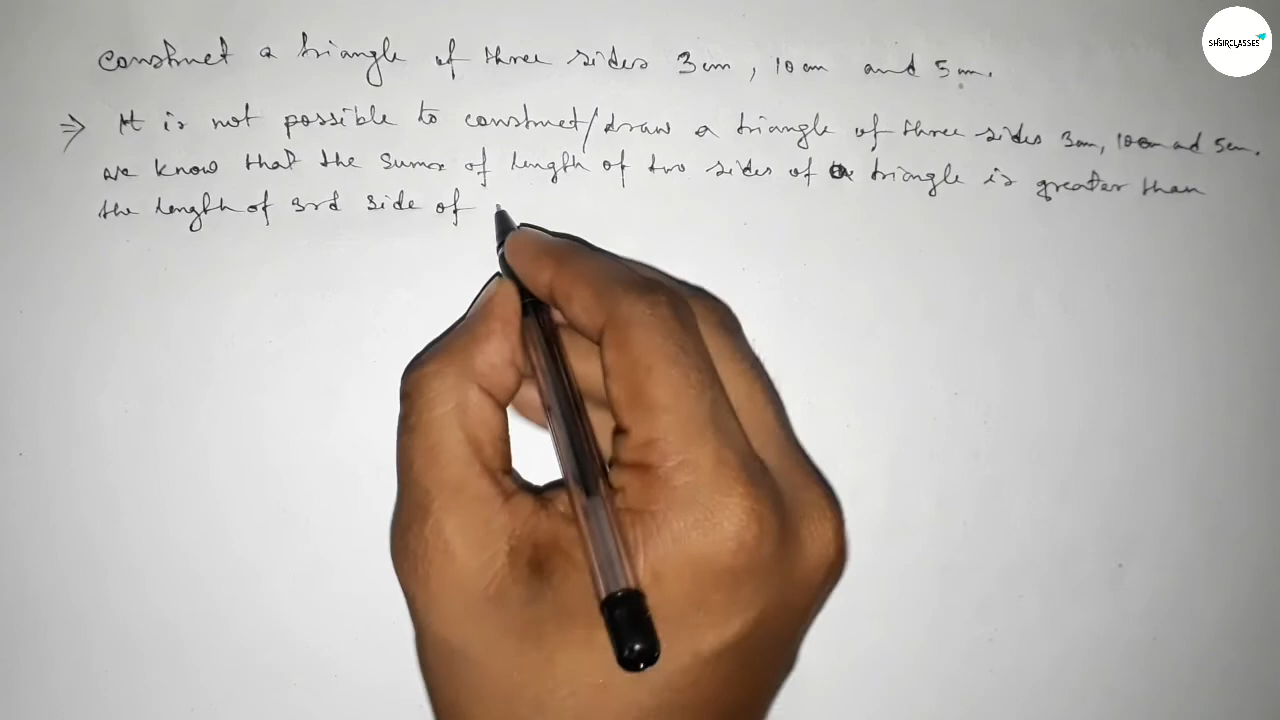 SHSIRCLASSES
construct a triangle of three sides 3cm, 10cm and 5cm.
⇒ It is not possible to construct/draw a triangle of three sides 3cm, 10cm and 5cm.
we know that the sum of length of two sides of a triangle is greater than
the length of 3rd side of